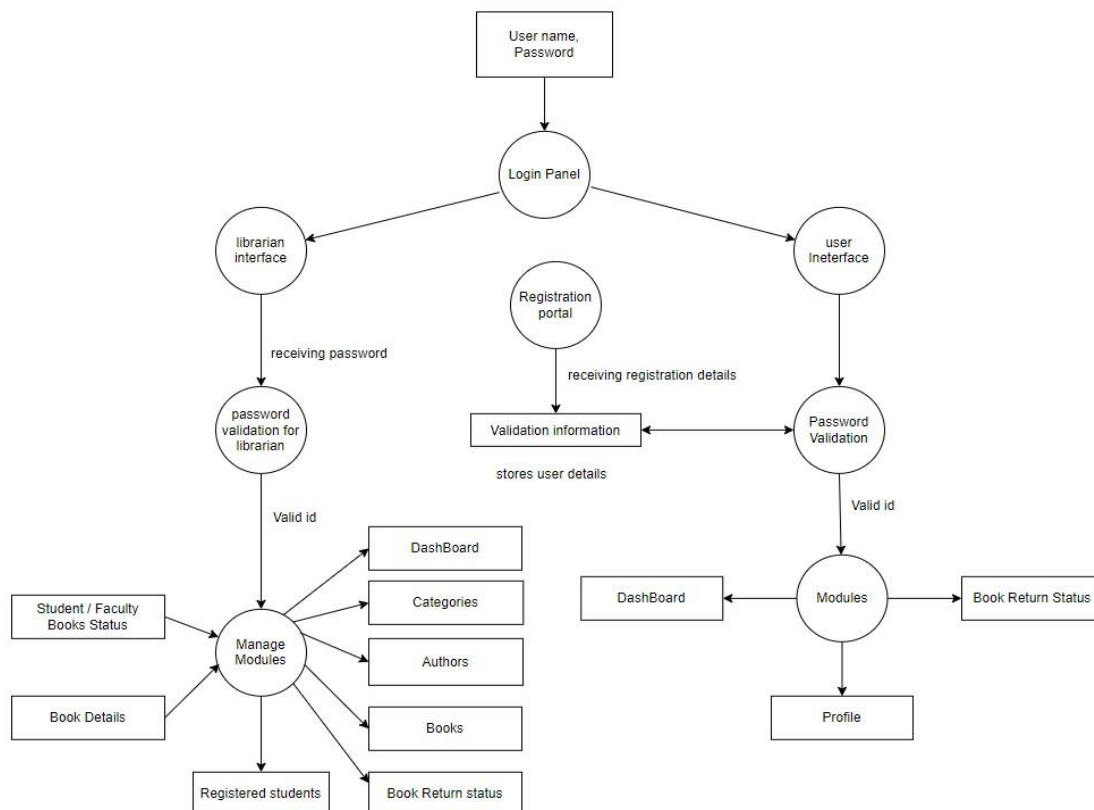 User name,
Password
Login Panel
librarian
interface
user
Ineterface
Registration
portal
receiving password
receiving registration details
password
validation for
librarian
Validation information
Password
Validation
stores user details
Valid id
Valid id
DashBoard
Categories
Authors
Books
Book Return status
Student / Faculty
Books Status
Manage
Modules
Book Details
Registered students
DashBoard
Modules
Book Return Status
Profile